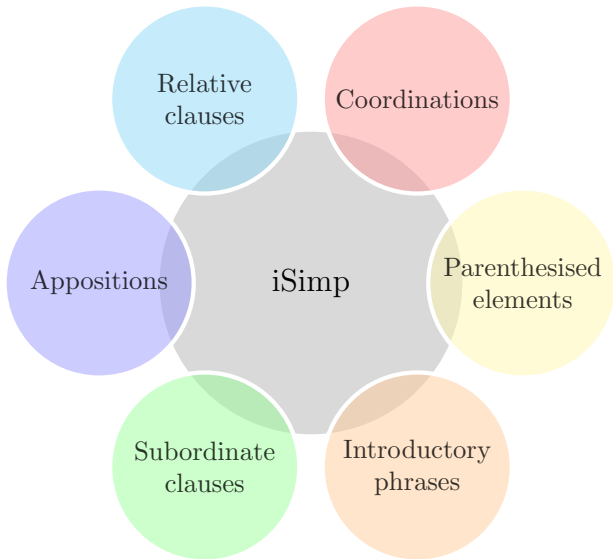 Relative
clauses
Coordinations
Appositions
iSimp
Parenthesised
elements
Subordinate
clauses
Introductory
phrases